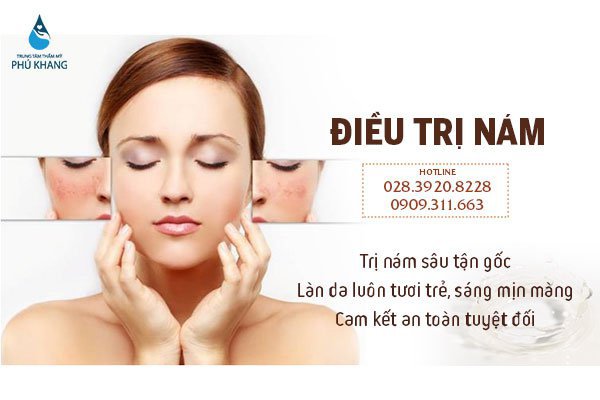 TRUNG TÂM THẨM MỸ
PHÚ KHANG
ĐIỀU TRỊ NÁM
HOTLINE
028.3920.8228
0909.311.663
Trị nám sâu tận gốc
Làn da luôn tươi trẻ, sáng mịn màng
Cam kết an toàn tuyệt đối